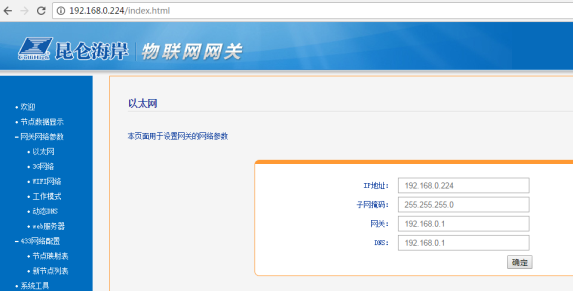 192.168.0.224/index.html
昆仑海岸 物联网网关
• 欢迎
• 节点数据显示
- 网关网络参数
• 以太网
• 3G网络
• WIFI网络
• 工作模式
• 动态DNS
• web服务器
- 433网络配置
• 节点映射表
• 新节点列表
• 系统工具
以太网
本页面用于设置网关的网络参数
IP地址: 192.168.0.224
子网掩码: 255.255.255.0
网关: 192.168.0.1
DNS: 192.168.0.1
确定